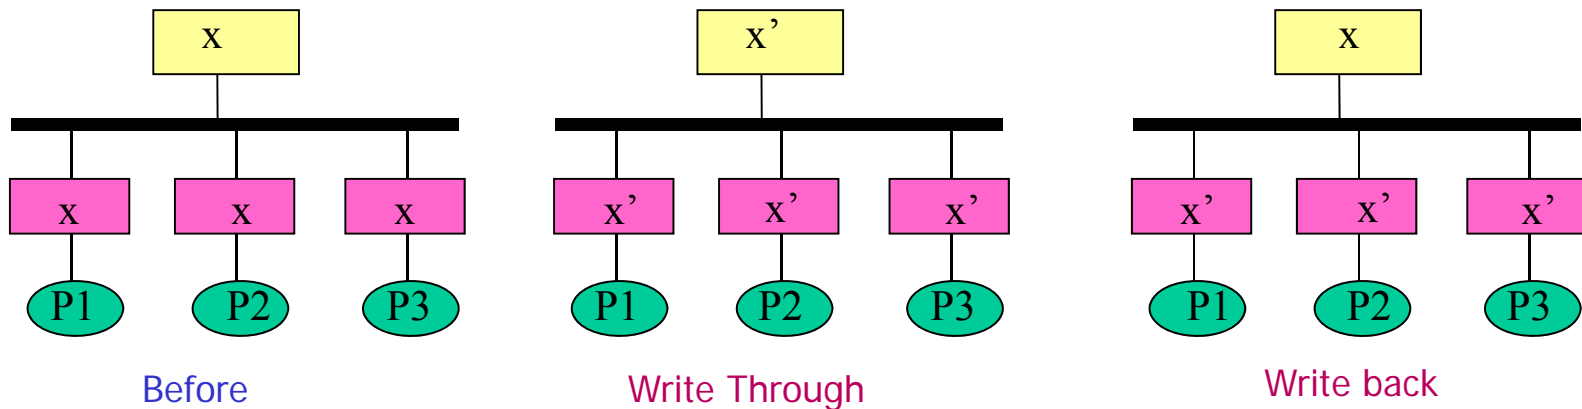 x x’ x
x x x x’ x’ x’ x’ x’ x’
P1 P2 P3 P1 P2 P3 P1 P2 P3
Before Write Through Write back